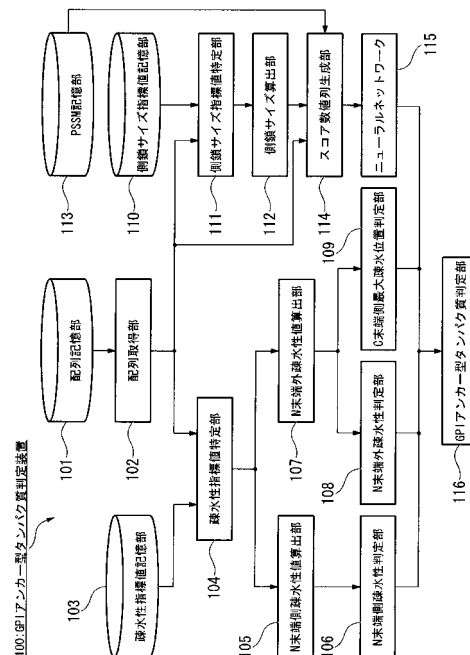 100:GPIアンカー型タンパク質判定装置
配列記憶部
101
配列取得部
102
疎水性指標値記憶部
103
疎水性指標値特定部
104
N末端側疎水性値算出部
105
N末端側疎水性判定部
106
N末端外疎水性値算出部
107
N末端外疎水性判定部
108
C末端側最大疎水位置判定部
109
PSSM記憶部
113
側鎖サイズ指標値記憶部
110
側鎖サイズ指標値特定部
111
側鎖サイズ算出部
112
スコア数値列生成部
114
ニューラルネットワーク
115
GPIアンカー型タンパク質判定部
116